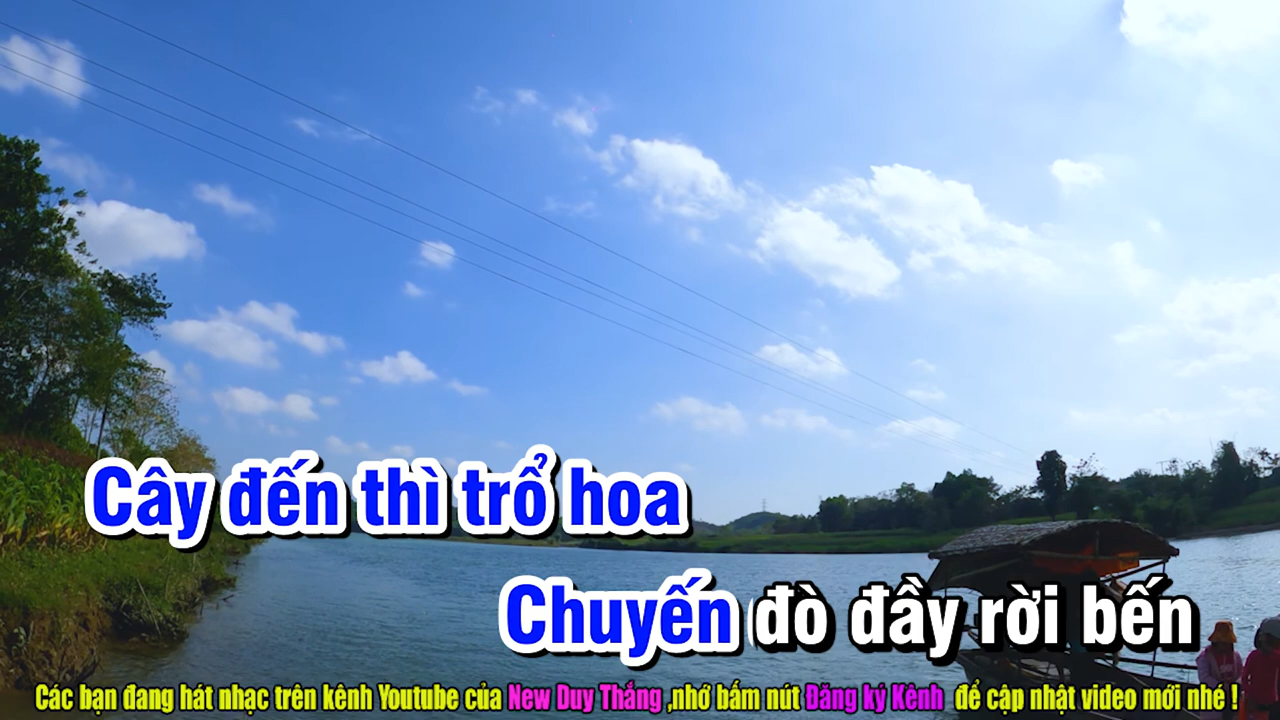 Cây đến thì trổ hoa
Chuyến đò đầy rời bến
Các bạn đang hát nhạc trên kênh Youtube của New Duy Thắng ,nhớ bấm nút Đăng ký Kênh để cập nhật video mới nhé !